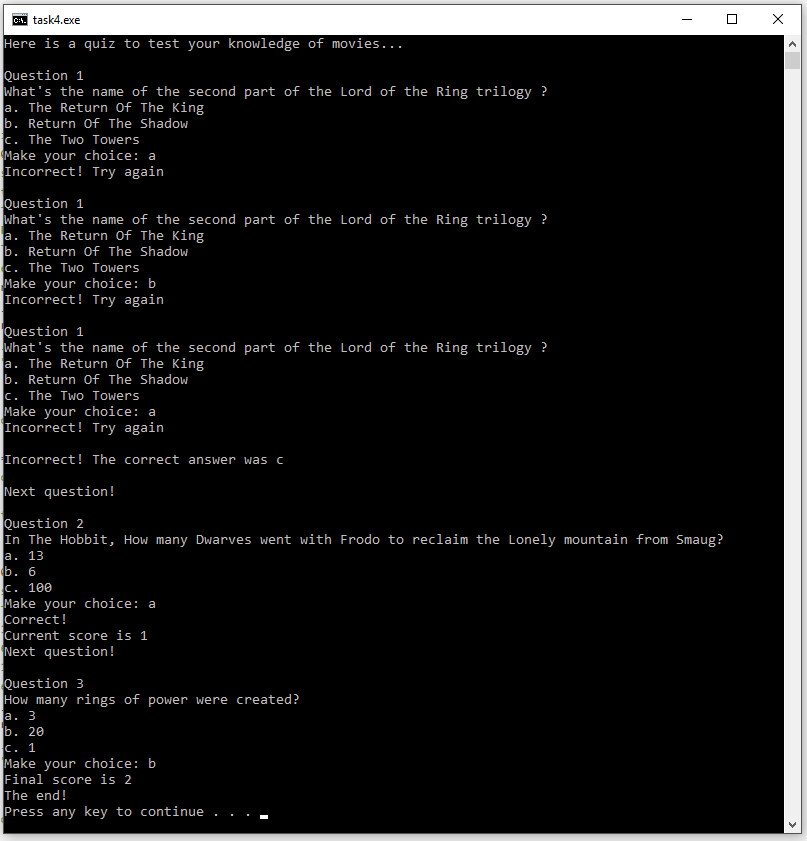 task4.exe
Here is a quiz to test your knowledge of movies...
Question 1
What's the name of the second part of the Lord of the Ring trilogy ?
a. The Return Of The King
b. Return Of The Shadow
c. The Two Towers
Make your choice: a
Incorrect! Try again
Question 1
What's the name of the second part of the Lord of the Ring trilogy ?
a. The Return Of The King
b. Return Of The Shadow
c. The Two Towers
Make your choice: b
Incorrect! Try again
Question 1
What's the name of the second part of the Lord of the Ring trilogy ?
a. The Return Of The King
b. Return Of The Shadow
c. The Two Towers
Make your choice: a
Incorrect! Try again
Incorrect! The correct answer was c
Next question!
Question 2
In The Hobbit, How many Dwarves went with Frodo to reclaim the Lonely mountain from Smaug?
a. 13
b. 6
c. 100
Make your choice: a
Correct!
Current score is 1
Next question!
Question 3
How many rings of power were created?
a. 3
b. 20
c. 1
Make your choice: b
Final score is 2
The end!
Press any key to continue . . .